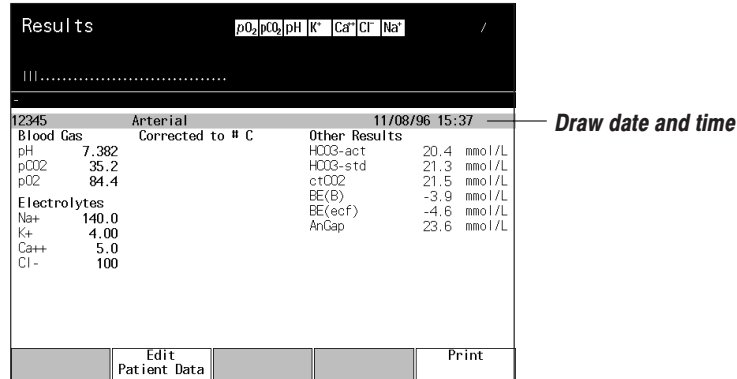 Results pO₂ pCO₂ pH K⁺ Ca⁺⁺ Cl⁻ Na⁺ /
|||...................................
-
12345 Arterial 11/08/96 15:37
Draw date and time
Blood Gas Corrected to # C Other Results
pH 7.382 HCO3-act 20.4 mmol/L
pCO2 35.2 HCO3-std 21.3 mmol/L
pO2 84.4 ctCO2 21.5 mmol/L
BE(B) -3.9 mmol/L
Electrolytes BE(ecf) -4.6 mmol/L
Na+ 140.0 AnGap 23.6 mmol/L
K+ 4.00
Ca++ 5.0
Cl- 100
Edit
Patient Data
Print